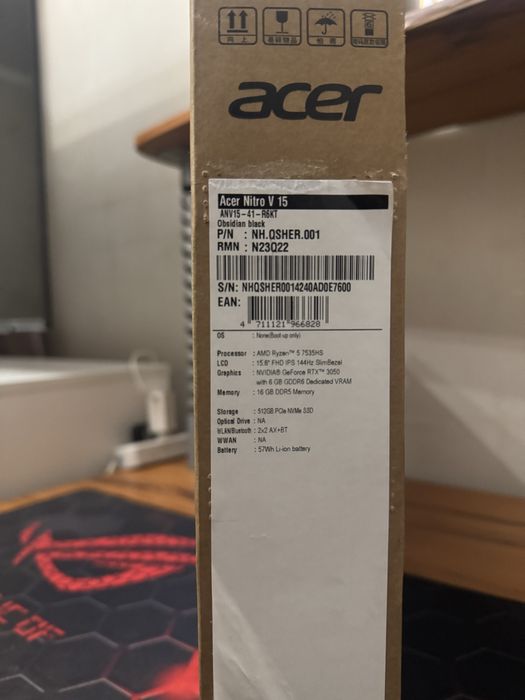 向上
易碎物品
怕湿
acer
Acer Nitro V 15
ANV15-41-R6KT
Obsidian black
P/N : NH.QSHER.001
RMN : N23Q22
S/N: NHQSHER0014240AD0E7600
EAN:
4 711121 966828
OS : None(Boot up only)
Processor : AMD Ryzen™ 5 7535HS
LCD : 15.6" FHD IPS 144Hz SlimBezel
Graphics : NVIDIA® GeForce RTX™ 3050
with 6 GB GDDR6 Dedicated VRAM
Memory : 16 GB DDR5 Memory
Storage : 512GB PCIe NVMe SSD
Optical Drive : NA
WLAN/Bluetooth : 2x2 AX+BT
WWAN : NA
Battery : 57Wh Li-ion battery
OF